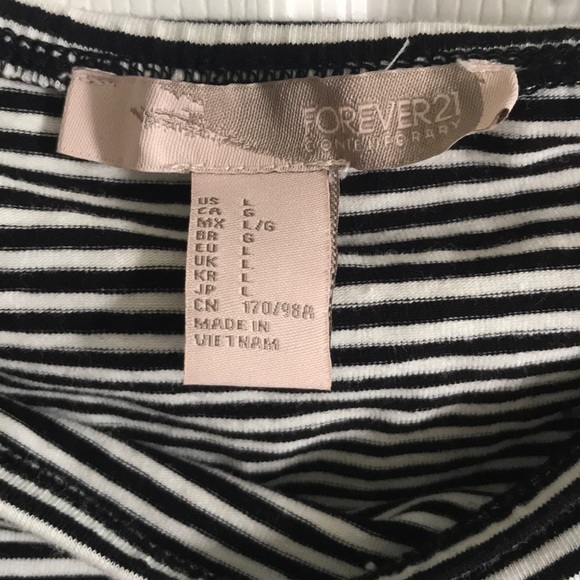 FOREVER21
CONTEMPORARY
US L
CA G
MX L/G
BR G
EU L
UK L
KR L
JP L
CN 170/98A
MADE IN
VIETNAM